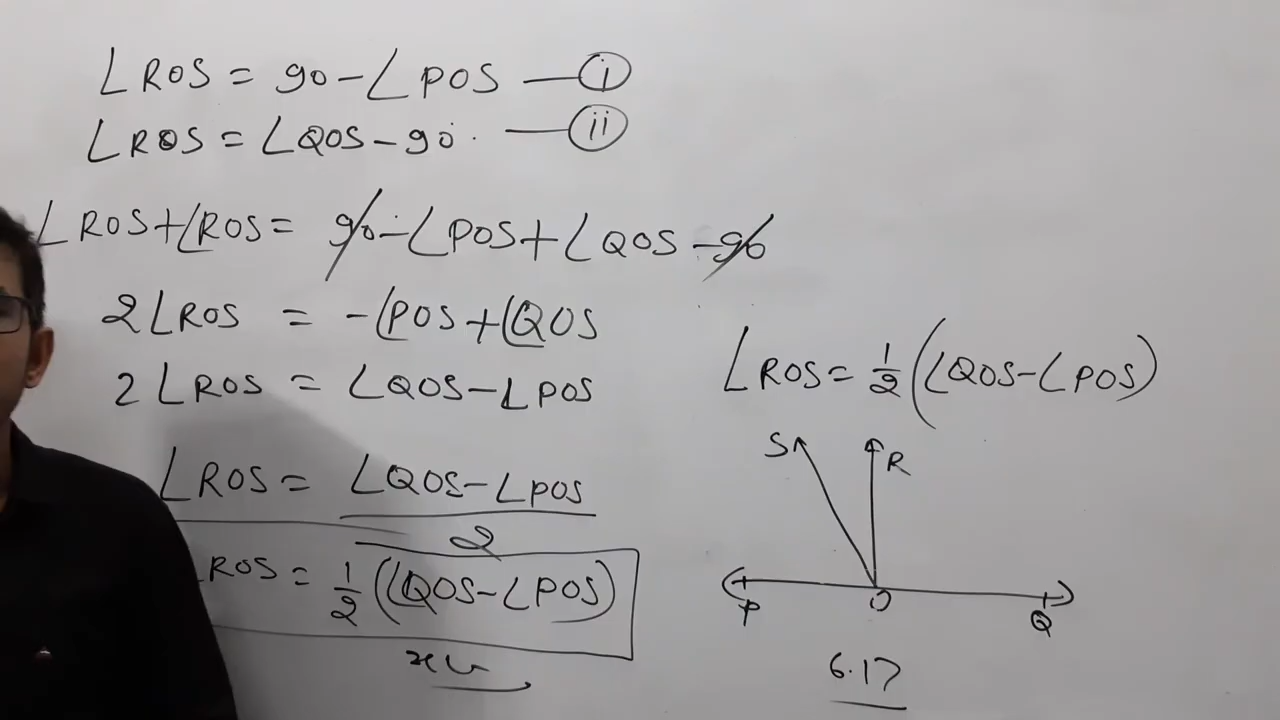 ∠ROS = 90 - ∠POS — (i)
∠ROS = ∠QOS - 90. — (ii)
∠ROS + ∠ROS = 90 - ∠POS + ∠QOS - 90
2∠ROS = -∠POS + ∠QOS
2∠ROS = ∠QOS - ∠POS
∠ROS = ∠QOS - ∠POS
2
ROS = 1/2 (∠QOS - ∠POS)
∠ROS = 1/2 (∠QOS - ∠POS)
S
R
P
O
Q
6.17